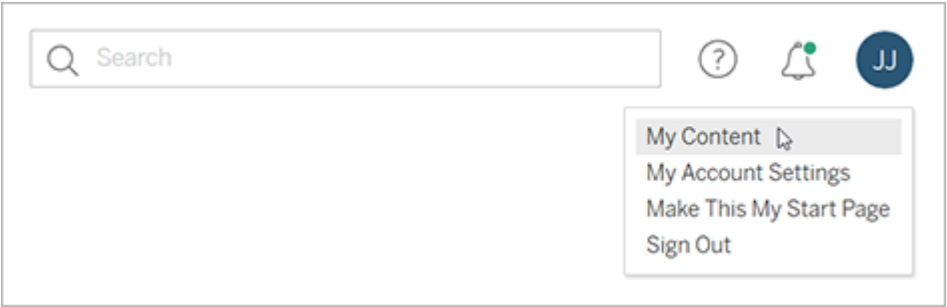 Search
?
JJ
My Content
My Account Settings
Make This My Start Page
Sign Out